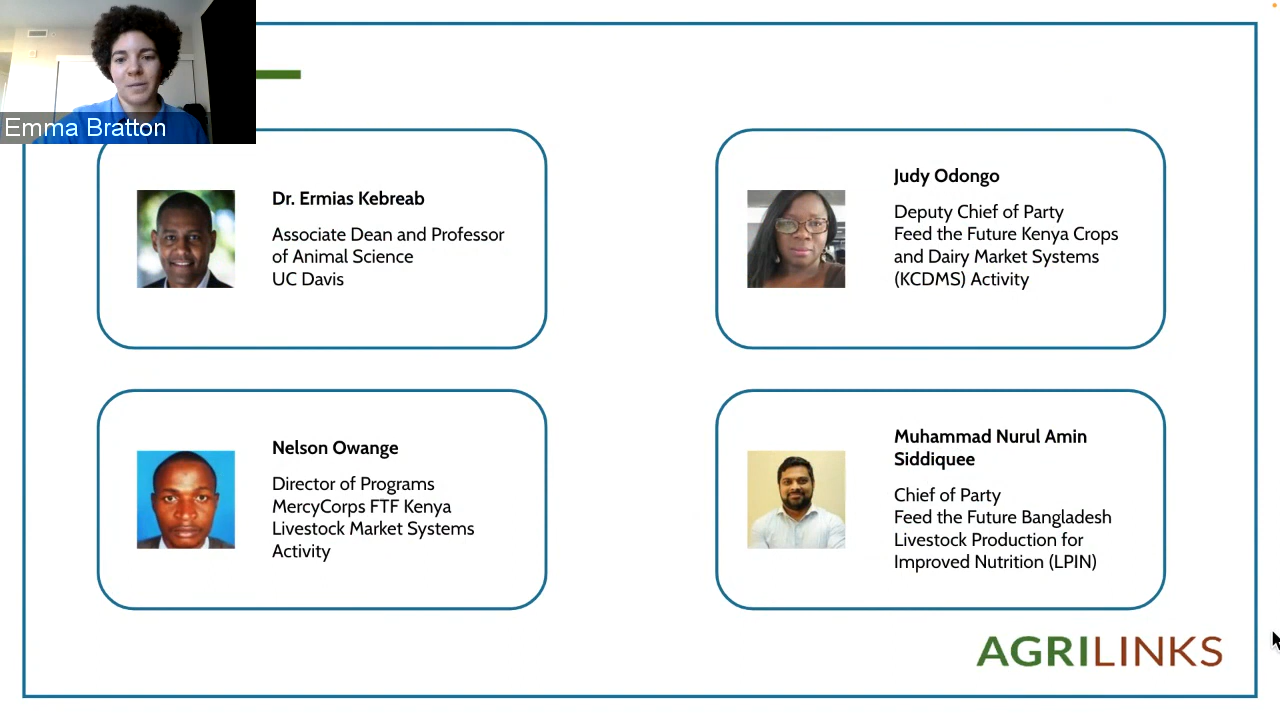 Emma Bratton
Dr. Ermias Kebreab
Associate Dean and Professor
of Animal Science
UC Davis
Judy Odongo
Deputy Chief of Party
Feed the Future Kenya Crops
and Dairy Market Systems
(KCDMS) Activity
Nelson Owange
Director of Programs
MercyCorps FTF Kenya
Livestock Market Systems
Activity
Muhammad Nurul Amin
Siddiquee
Chief of Party
Feed the Future Bangladesh
Livestock Production for
Improved Nutrition (LPIN)
AGRILINKS